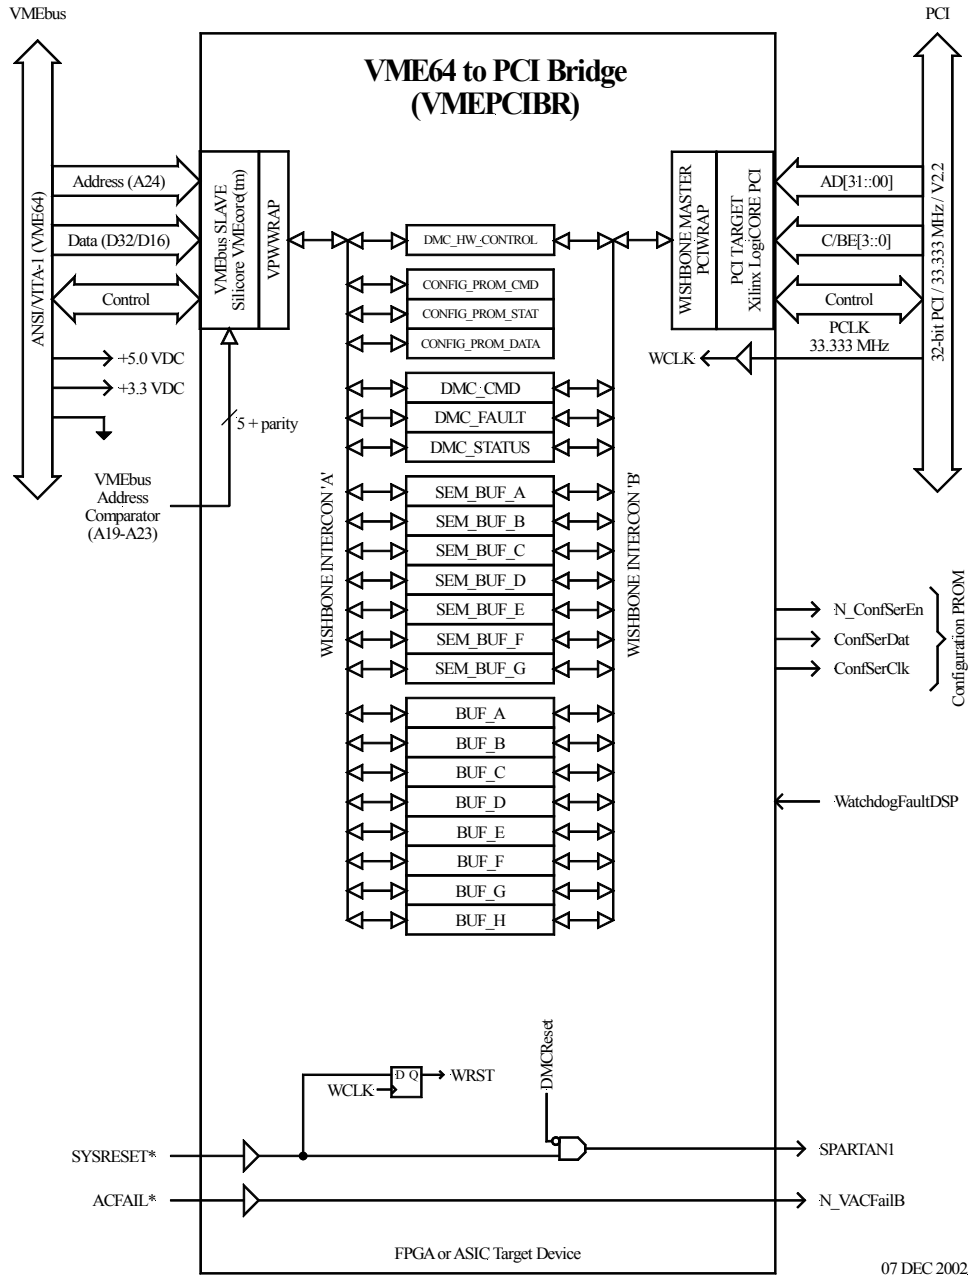 VMEbus
PCI
VME64 to PCI Bridge
(VMEPCIBR)
ANSI/VITA-1 (VME64)
Address (A24)
Data (D32/D16)
Control
+5.0 VDC
+3.3 VDC
VMEbus SLAVE
Silicore VMEcore(tm)
VPWWRAP
5 + parity
VMEbus
Address
Comparator
(A19-A23)
WISHBONE INTERCON 'A'
DMC_HW_CONTROL
CONFIG_PROM_CMD
CONFIG_PROM_STAT
CONFIG_PROM_DATA
DMC_CMD
DMC_FAULT
DMC_STATUS
SEM_BUF_A
SEM_BUF_B
SEM_BUF_C
SEM_BUF_D
SEM_BUF_E
SEM_BUF_F
SEM_BUF_G
BUF_A
BUF_B
BUF_C
BUF_D
BUF_E
BUF_F
BUF_G
BUF_H
WISHBONE INTERCON 'B'
WISHBONE MASTER
PCIWRAP
PCI TARGET
Xilinx LogiCORE PCI
AD[31::00]
C/BE[3::0]
Control
PCLK
33.333 MHz
WCLK
32-bit PCI / 33.333 MHz / V2.2
N_ConfSerEn
ConfSerDat
ConfSerClk
Configuration PROM
WatchdogFaultDSP
DMCReset
D Q
WRST
WCLK
SYSRESET*
SPARTAN1
ACFAIL*
N_VACFailB
FPGA or ASIC Target Device
07 DEC 2002